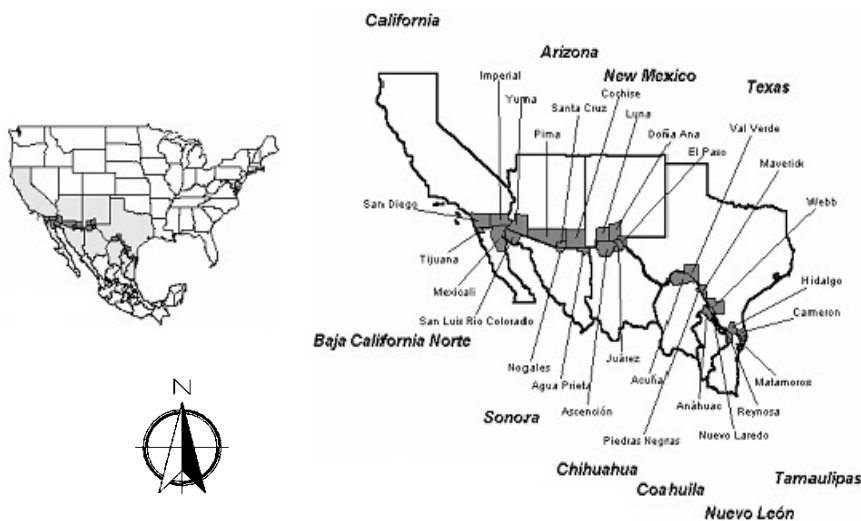 California
Arizona
Imperial
New Mexico
Cochise
Texas
Yuma
Santa Cruz
Luna
Pima
Doña Ana
Val Verde
El Paso
Maverick
San Diego
Webb
Tijuana
Hidalgo
Mexicali
Cameron
San Luis Rio Colorado
Baja California Norte
Nogales
Juárez
Agua Prieta
Acuña
Matamoros
Sonora
Ascención
Anáhuac
Reynosa
Piedras Negras
Nuevo Laredo
Chihuahua
Coahuila
Tamaulipas
Nuevo León
N